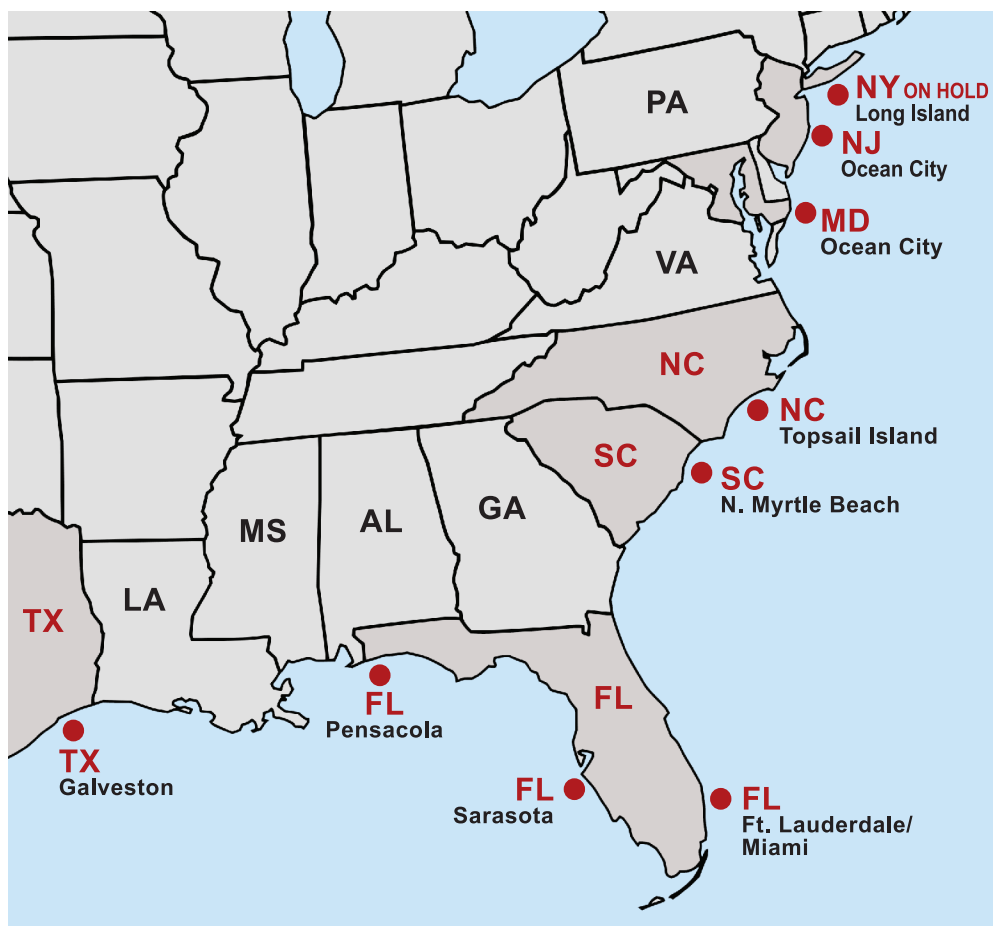 PA
NY ON HOLD
Long Island
NJ
Ocean City
MD
Ocean City
VA
NC
NC
Topsail Island
SC
SC
N. Myrtle Beach
GA
AL
MS
LA
TX
TX
Galveston
FL
Pensacola
FL
FL
Sarasota
FL
Ft. Lauderdale/
Miami